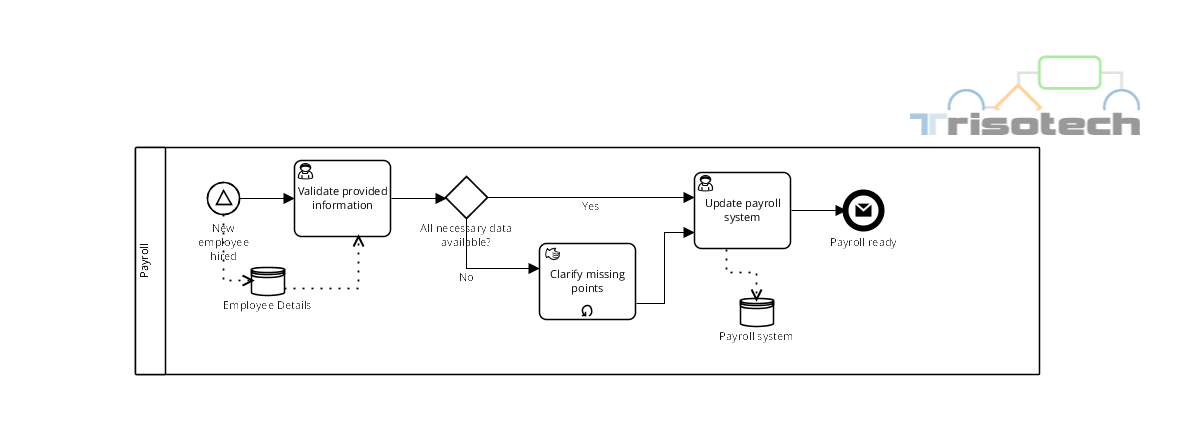 Trisotech
Payroll
New
employee
hired
Employee Details
Validate provided
information
All necessary data
available?
Yes
No
Clarify missing
points
Update payroll
system
Payroll system
Payroll ready